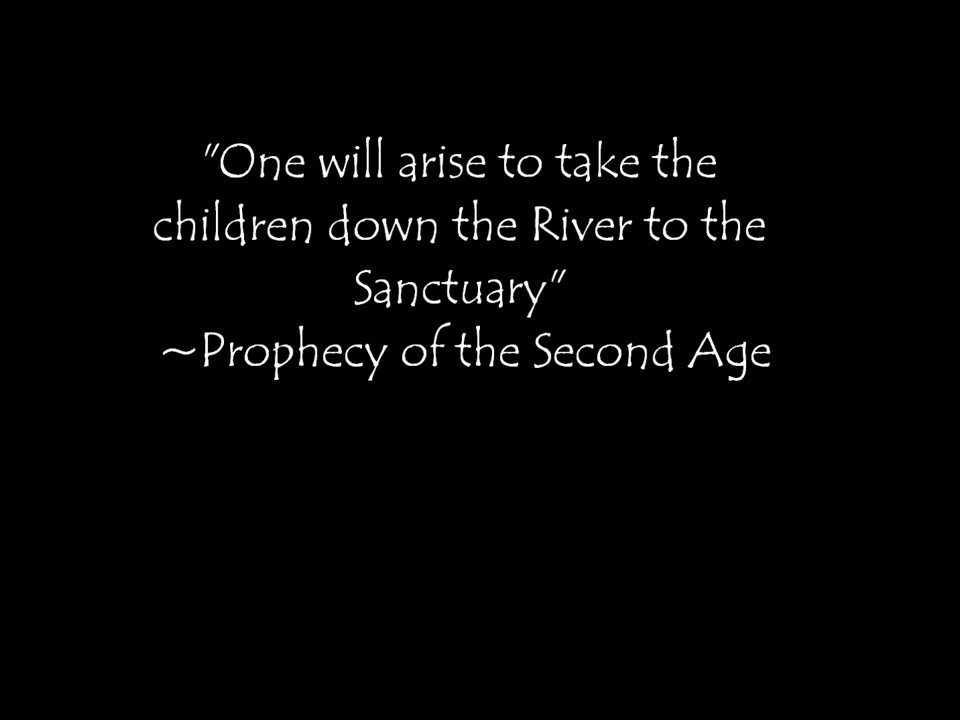 "One will arise to take the
children down the River to the
Sanctuary"
~Prophecy of the Second Age